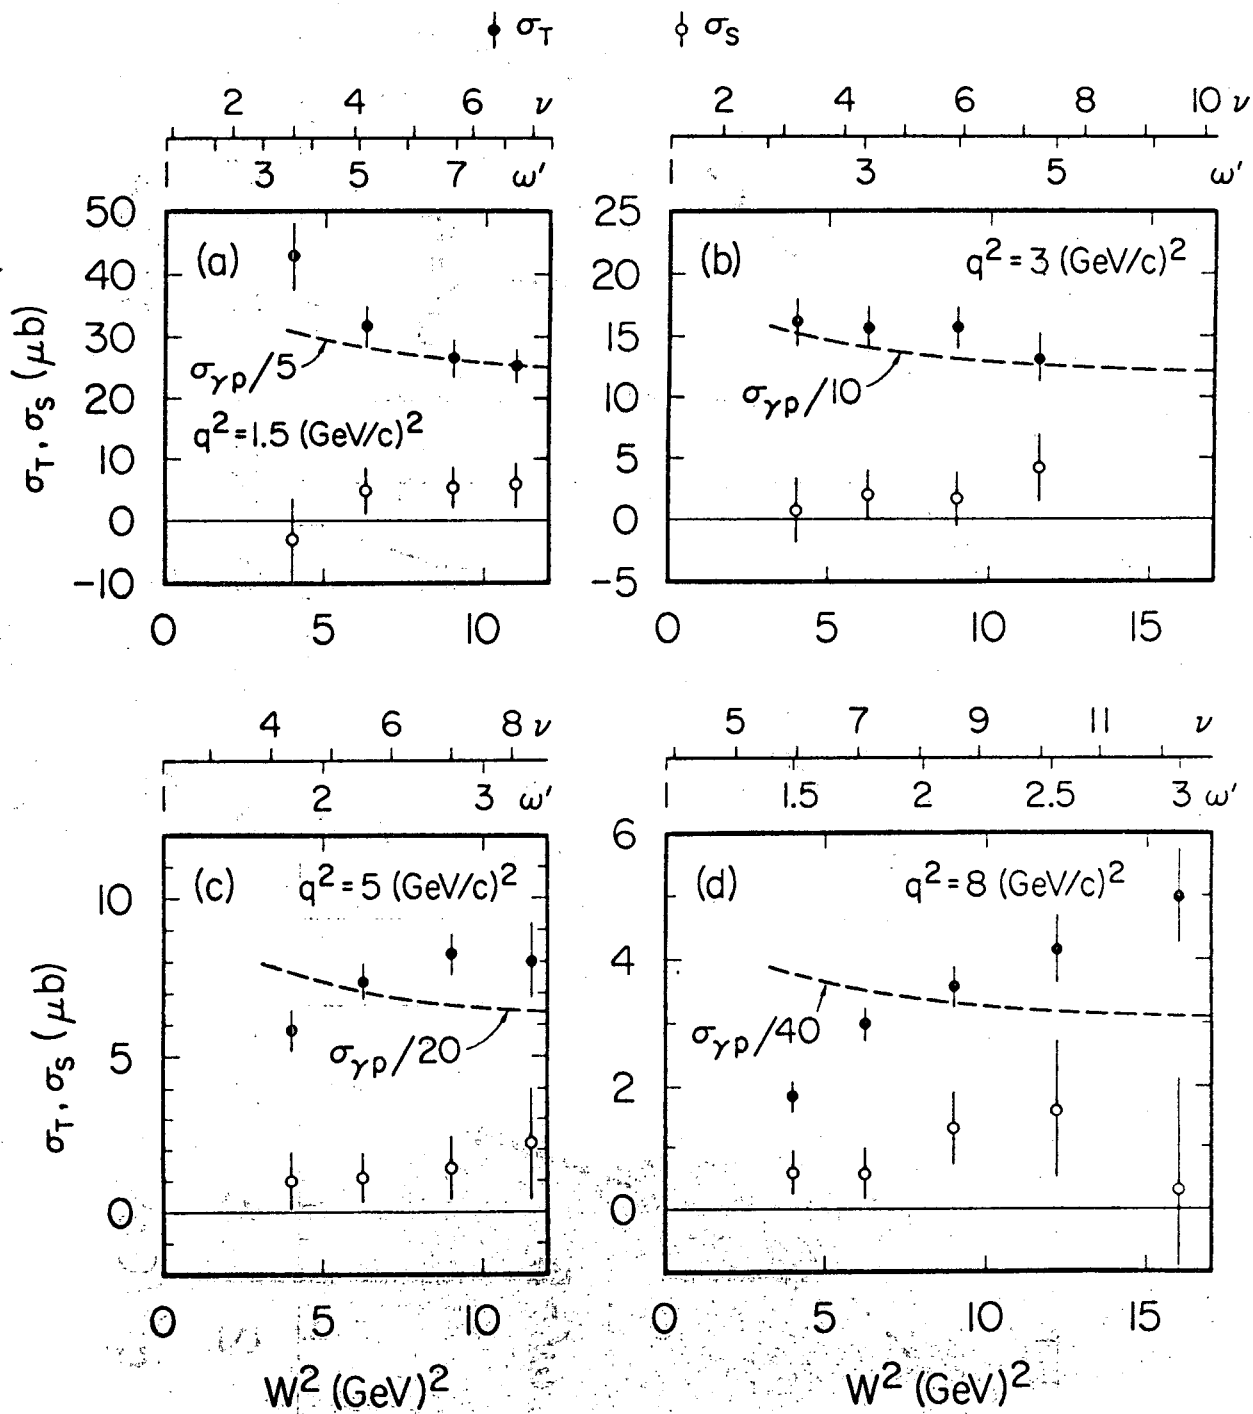 σT σS
2 4 6 ν
1 3 5 7 ω'
50
40
30
20
10
0
-10
σT, σS (μb)
(a)
σγp/5
q²=1.5 (GeV/c)²
0 5 10
2 4 6 8 10 ν
1 3 5 ω'
25
20
15
10
5
0
-5
(b) q²=3 (GeV/c)²
σγp/10
0 5 10 15
4 6 8 ν
1 2 3 ω'
10
5
0
σT, σS (μb)
(c) q²=5 (GeV/c)²
σγp/20
0 5 10
W² (GeV)²
5 7 9 11 ν
1 1.5 2 2.5 3 ω'
6
4
2
0
(d) q²=8 (GeV/c)²
σγp/40
0 5 10 15
W² (GeV)²